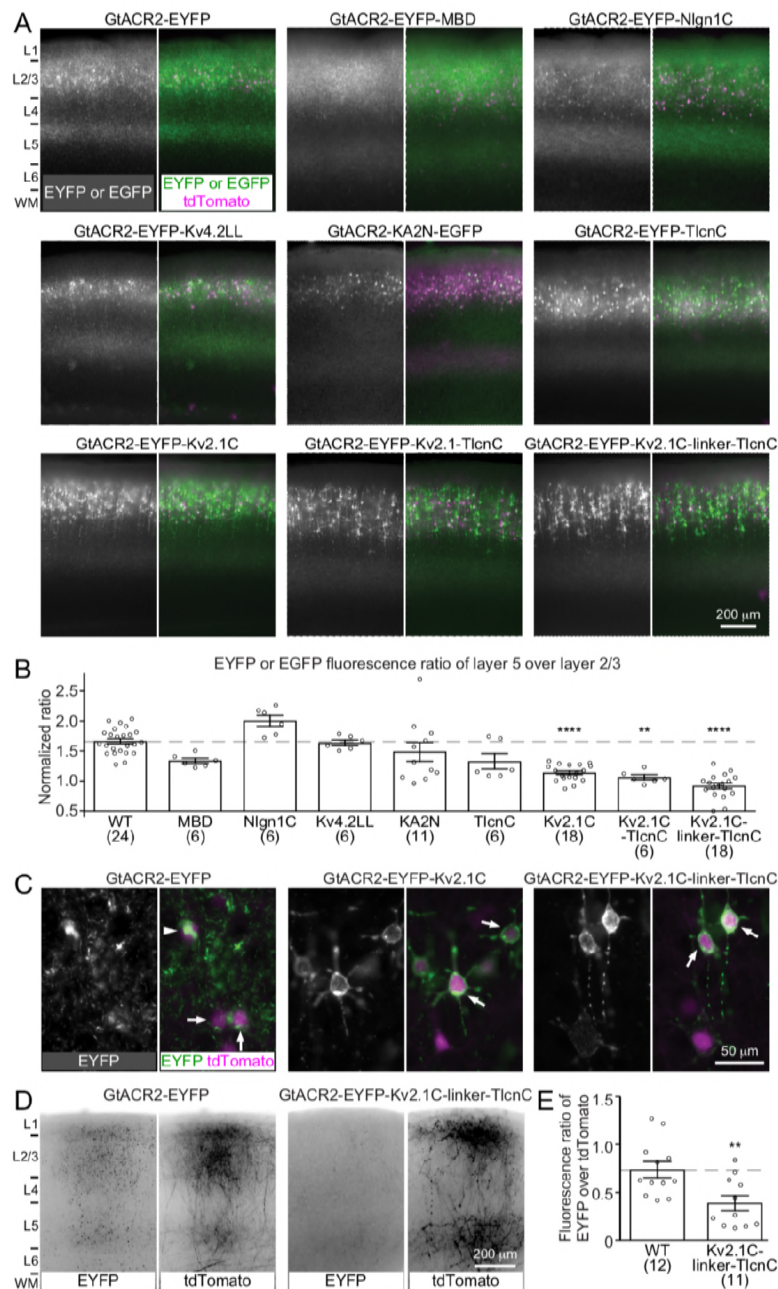 A
GtACR2-EYFP
GtACR2-EYFP-MBD
GtACR2-EYFP-Nlgn1C
L1
L2/3
L4
L5
L6
WM
EYFP or EGFP
EYFP or EGFP
tdTomato
GtACR2-EYFP-Kv4.2LL
GtACR2-KA2N-EGFP
GtACR2-EYFP-TlcnC
GtACR2-EYFP-Kv2.1C
GtACR2-EYFP-Kv2.1-TlcnC
GtACR2-EYFP-Kv2.1C-linker-TlcnC
200 μm
B
EYFP or EGFP fluorescence ratio of layer 5 over layer 2/3
Normalized ratio
2.5
2.0
1.5
1.0
0.5
****
**
****
WT
(24)
MBD
(6)
Nlgn1C
(6)
Kv4.2LL
(6)
KA2N
(11)
TlcnC
(6)
Kv2.1C
(18)
Kv2.1C
-TlcnC
(6)
Kv2.1C-
linker-TlcnC
(18)
C
GtACR2-EYFP
GtACR2-EYFP-Kv2.1C
GtACR2-EYFP-Kv2.1C-linker-TlcnC
EYFP
EYFP tdTomato
50 μm
D
GtACR2-EYFP
GtACR2-EYFP-Kv2.1C-linker-TlcnC
L1
L2/3
L4
L5
L6
WM
EYFP
tdTomato
EYFP
tdTomato
200 μm
E
Fluorescence ratio of
EYFP over tdTomato
1.5
1.0
0.5
0
**
WT
(12)
Kv2.1C-
linker-TlcnC
(11)